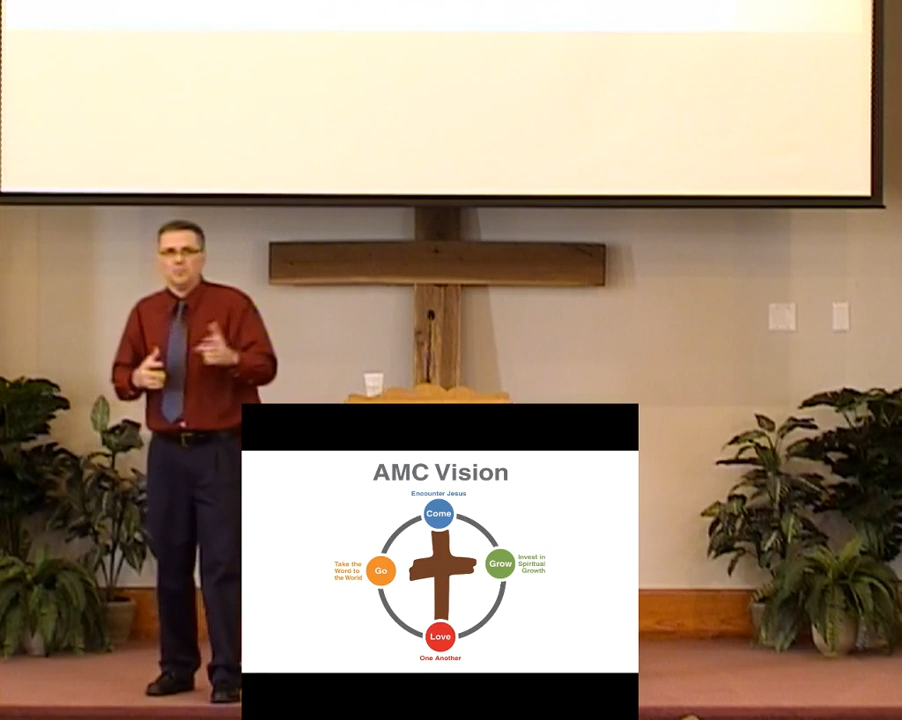 AMC Vision
Encounter Jesus
Come
Grow
Invest in
Spiritual
Growth
Take the
Word to
the World
Go
Love
One Another